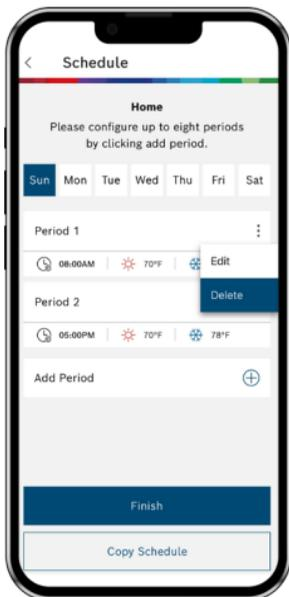 Schedule
Home
Please configure up to eight periods
by clicking add period.
Sun Mon Tue Wed Thu Fri Sat
Period 1
08:00AM 70°F
Edit
Delete
Period 2
05:00PM 70°F 78°F
Add Period
Finish
Copy Schedule